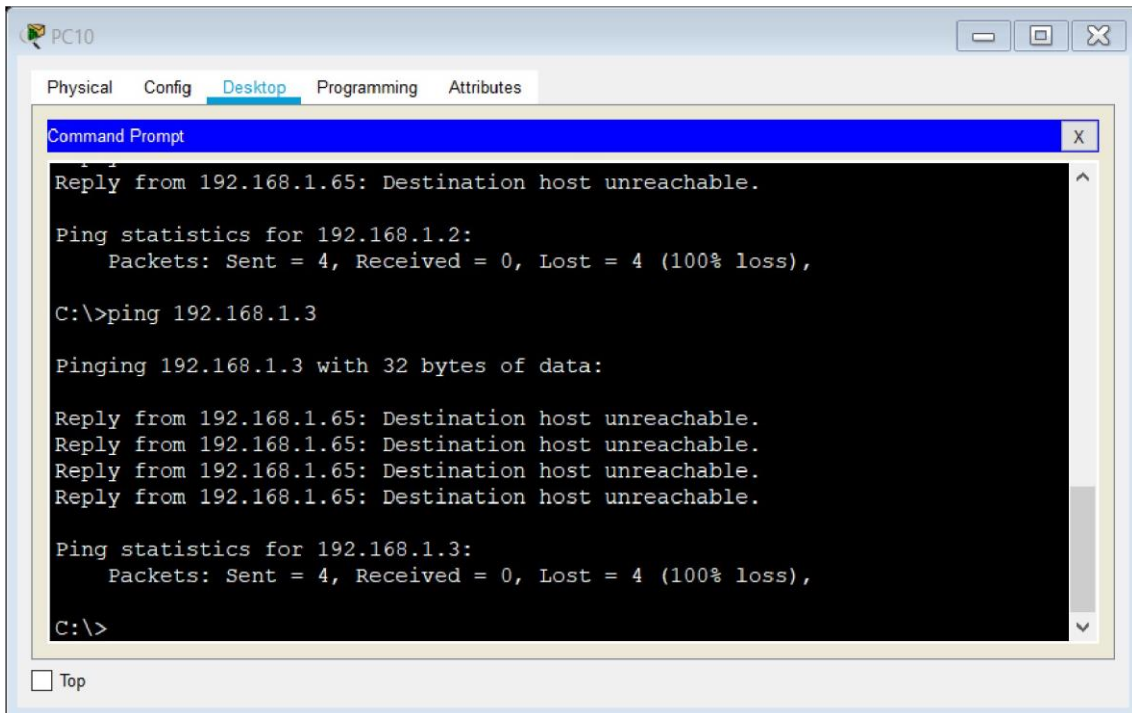 PC10
Physical Config Desktop Programming Attributes
Command Prompt
X
Reply from 192.168.1.65: Destination host unreachable.
Ping statistics for 192.168.1.2:
Packets: Sent = 4, Received = 0, Lost = 4 (100% loss),
C:\>ping 192.168.1.3
Pinging 192.168.1.3 with 32 bytes of data:
Reply from 192.168.1.65: Destination host unreachable.
Reply from 192.168.1.65: Destination host unreachable.
Reply from 192.168.1.65: Destination host unreachable.
Reply from 192.168.1.65: Destination host unreachable.
Ping statistics for 192.168.1.3:
Packets: Sent = 4, Received = 0, Lost = 4 (100% loss),
C:\>
Top